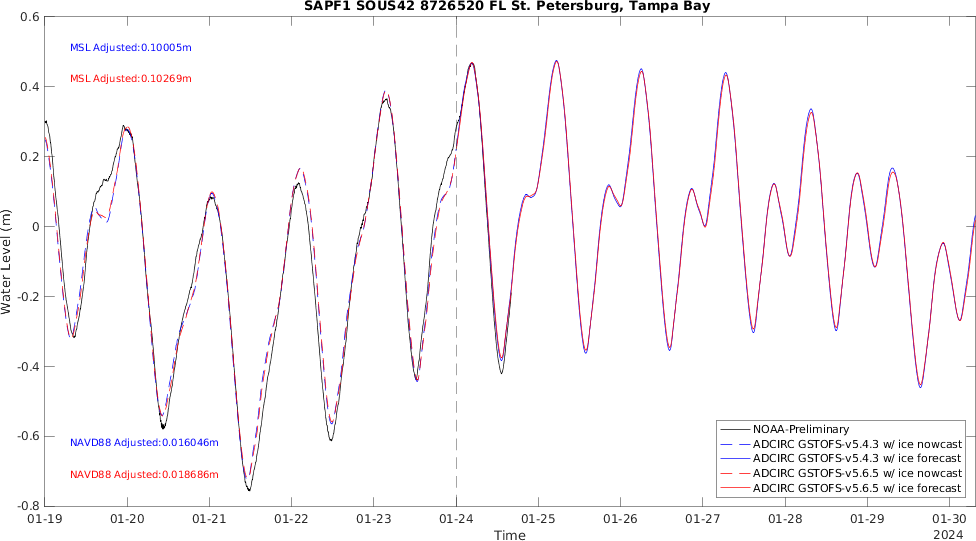 SAPF1 SOUS42 8726520 FL St. Petersburg, Tampa Bay
0.6
0.4
0.2
0
-0.2
-0.4
-0.6
-0.8
Water Level (m)
MSL Adjusted:0.10005m
MSL Adjusted:0.10269m
NAVD88 Adjusted:0.016046m
NAVD88 Adjusted:0.018686m
NOAA-Preliminary
ADCIRC GSTOFS-v5.4.3 w/ ice nowcast
ADCIRC GSTOFS-v5.4.3 w/ ice forecast
ADCIRC GSTOFS-v5.6.5 w/ ice nowcast
ADCIRC GSTOFS-v5.6.5 w/ ice forecast
01-19 01-20 01-21 01-22 01-23 01-24 01-25 01-26 01-27 01-28 01-29 01-30
2024
Time